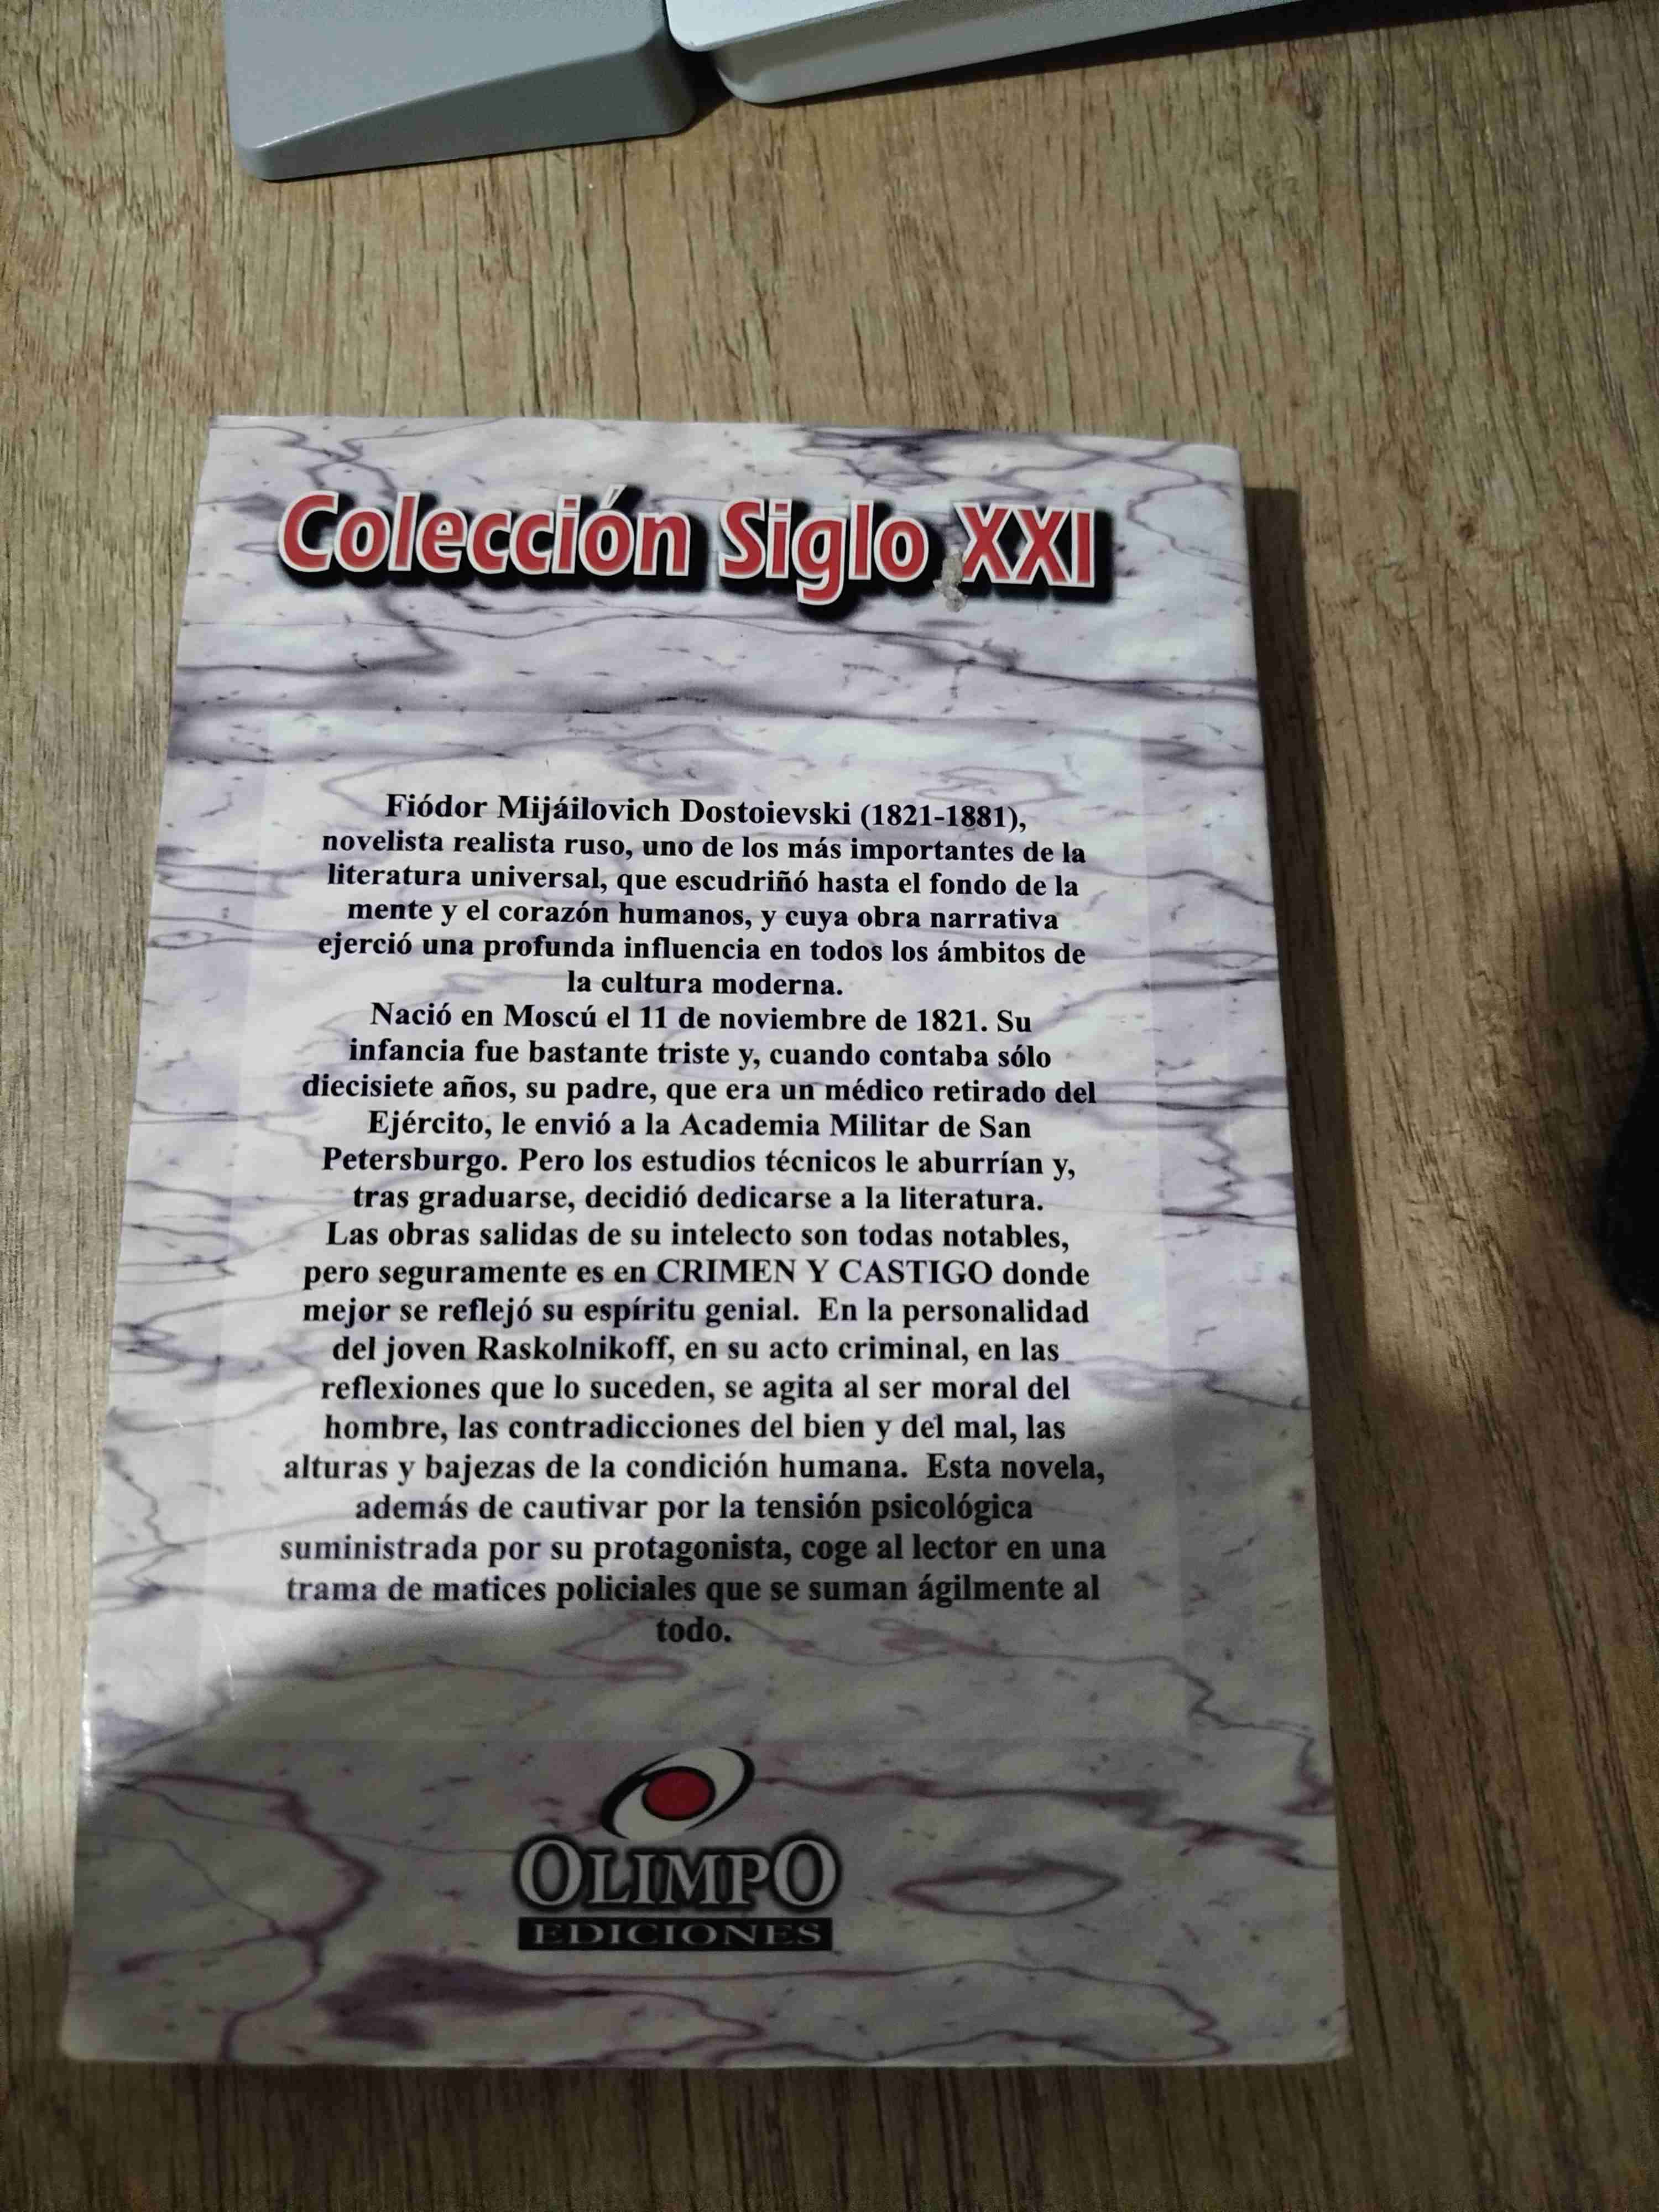 Colección Siglo XXI
Fiódor Mijáilovich Dostoievski (1821-1881),
novelista realista ruso, uno de los más importantes de la
literatura universal, que escudriñó hasta el fondo de la
mente y el corazón humanos, y cuya obra narrativa
ejerció una profunda influencia en todos los ámbitos de
la cultura moderna.
Nació en Moscú el 11 de noviembre de 1821. Su
infancia fue bastante triste y, cuando contaba sólo
diecisiete años, su padre, que era un médico retirado del
Ejército, le envió a la Academia Militar de San
Petersburgo. Pero los estudios técnicos le aburrían y,
tras graduarse, decidió dedicarse a la literatura.
Las obras salidas de su intelecto son todas notables,
pero seguramente es en CRIMEN Y CASTIGO donde
mejor se reflejó su espíritu genial. En la personalidad
del joven Raskolnikoff, en su acto criminal, en las
reflexiones que lo suceden, se agita al ser moral del
hombre, las contradicciones del bien y del mal, las
alturas y bajezas de la condición humana. Esta novela,
además de cautivar por la tensión psicológica
suministrada por su protagonista, coge al lector en una
trama de matices policiales que se suman ágilmente al
todo.
OLIMPO
EDICIONES